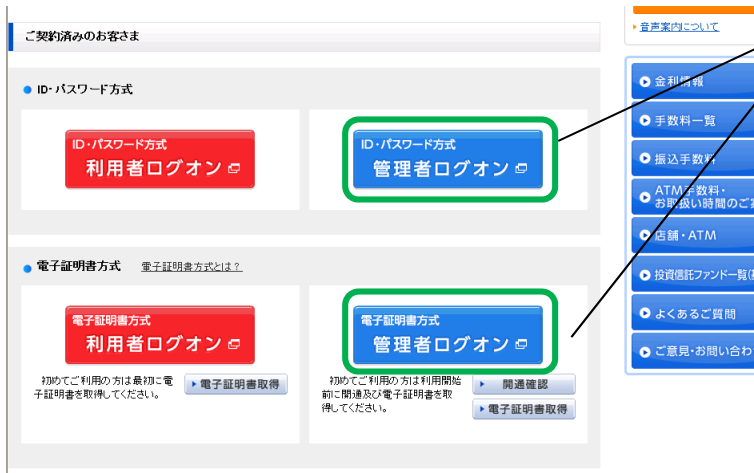 ご契約済みのお客さま
ID・パスワード方式
ID・パスワード方式
利用者ログオン
ID・パスワード方式
管理者ログオン
電子証明書方式 電子証明書方式とは？
電子証明書方式
利用者ログオン
初めてご利用の方は最初に電
子証明書を取得してください。
電子証明書取得
電子証明書方式
管理者ログオン
初めてご利用の方は利用開始
前に開通及び電子証明書を取
得してください。
開通確認
電子証明書取得
音声案内について
金利情報
手数料一覧
振込手数料
ATM手数料・
お取扱い時間のご
店舗・ATM
投資信託ファンド一覧
よくあるご質問
ご意見・お問い合わ